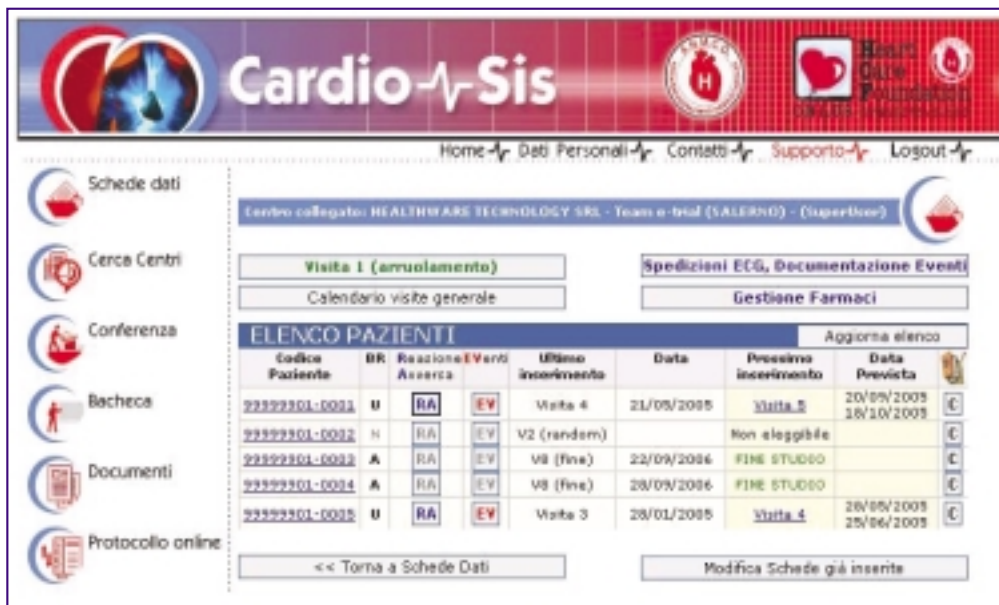 Cardio Sis
A.N.M.C.O.
H
Heart
Care
Foundation
Home Dati Personali Contatti Supporto Logout
Schede dati
Cerca Centri
Conferenza
Bacheca
Documenti
Protocollo online
Centro collegato: HEALTHWARE TECHNOLOGY SRL - Team e-trial (SALERNO) - (SuperUser)
Visita 1 (arruolamento) Spedizioni ECG, Documentazione Eventi
Calendario visite generale Gestione Farmaci
ELENCO PAZIENTI Aggiorna elenco
Codice Paziente BR Reazione Avversa EVenti Ultimo inserimento Data Prossimo inserimento Data Prevista
99999901-0001 U RA EV Visita 4 21/05/2005 Visita 5 20/09/2005 18/10/2005 C
99999901-0002 N RA EV V2 (random) Non eleggibile C
99999901-0003 A RA EV V8 (fine) 22/09/2006 FINE STUDIO C
99999901-0004 A RA EV V8 (fine) 28/09/2006 FINE STUDIO C
99999901-0005 U RA EV Visita 3 28/01/2005 Visita 4 28/05/2005 25/06/2005 C
<< Torna a Schede Dati Modifica Schede già inserite